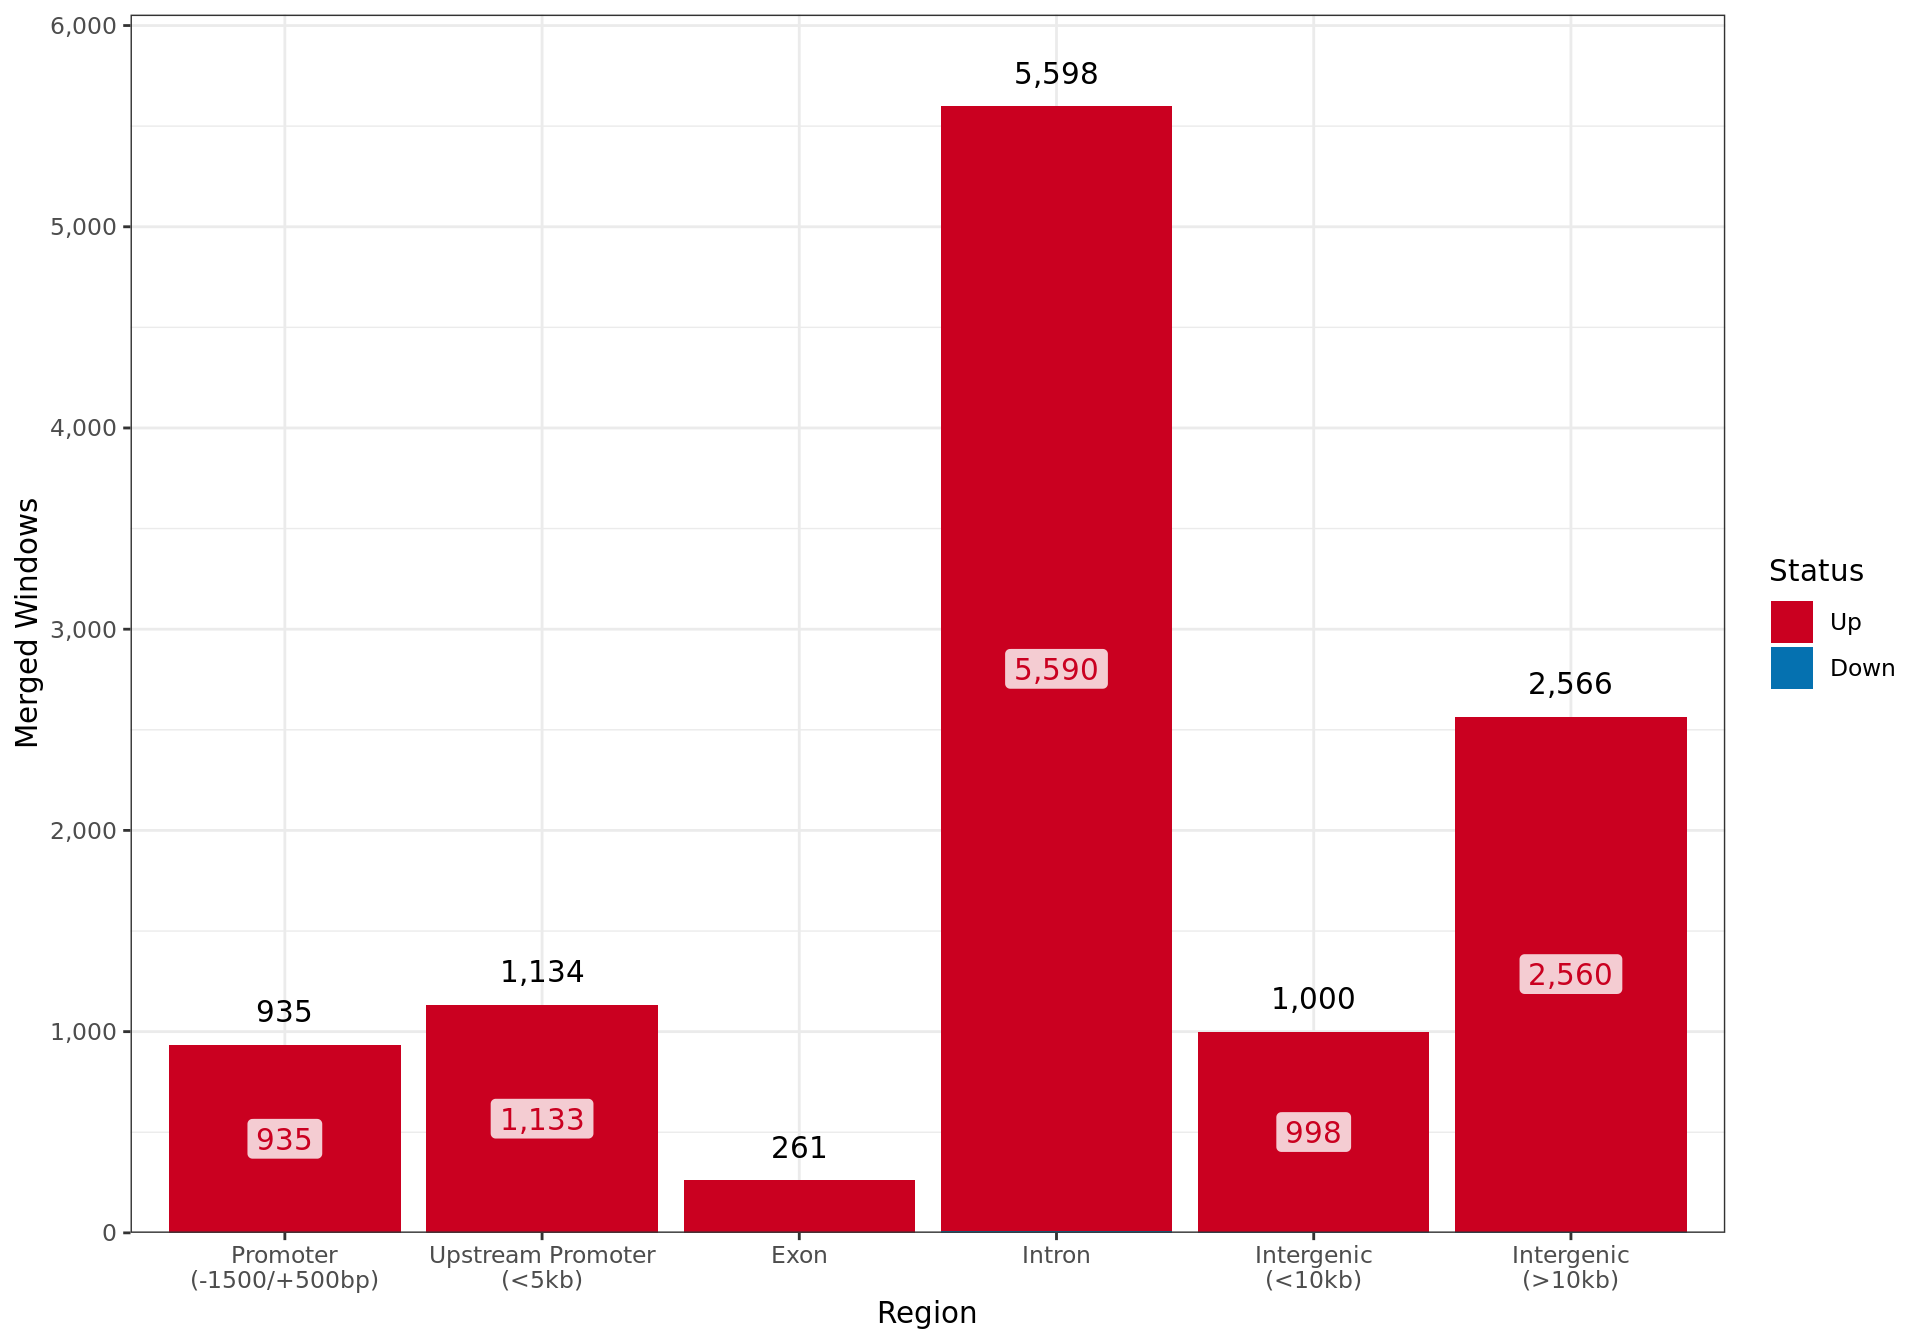 6,000
5,000
4,000
3,000
2,000
1,000
0
Merged Windows
935
935
1,134
1,133
261
5,598
5,590
1,000
998
2,566
2,560
Promoter
(-1500/+500bp)
Upstream Promoter
(<5kb)
Exon
Intron
Intergenic
(<10kb)
Intergenic
(>10kb)
Region
Status
Up
Down